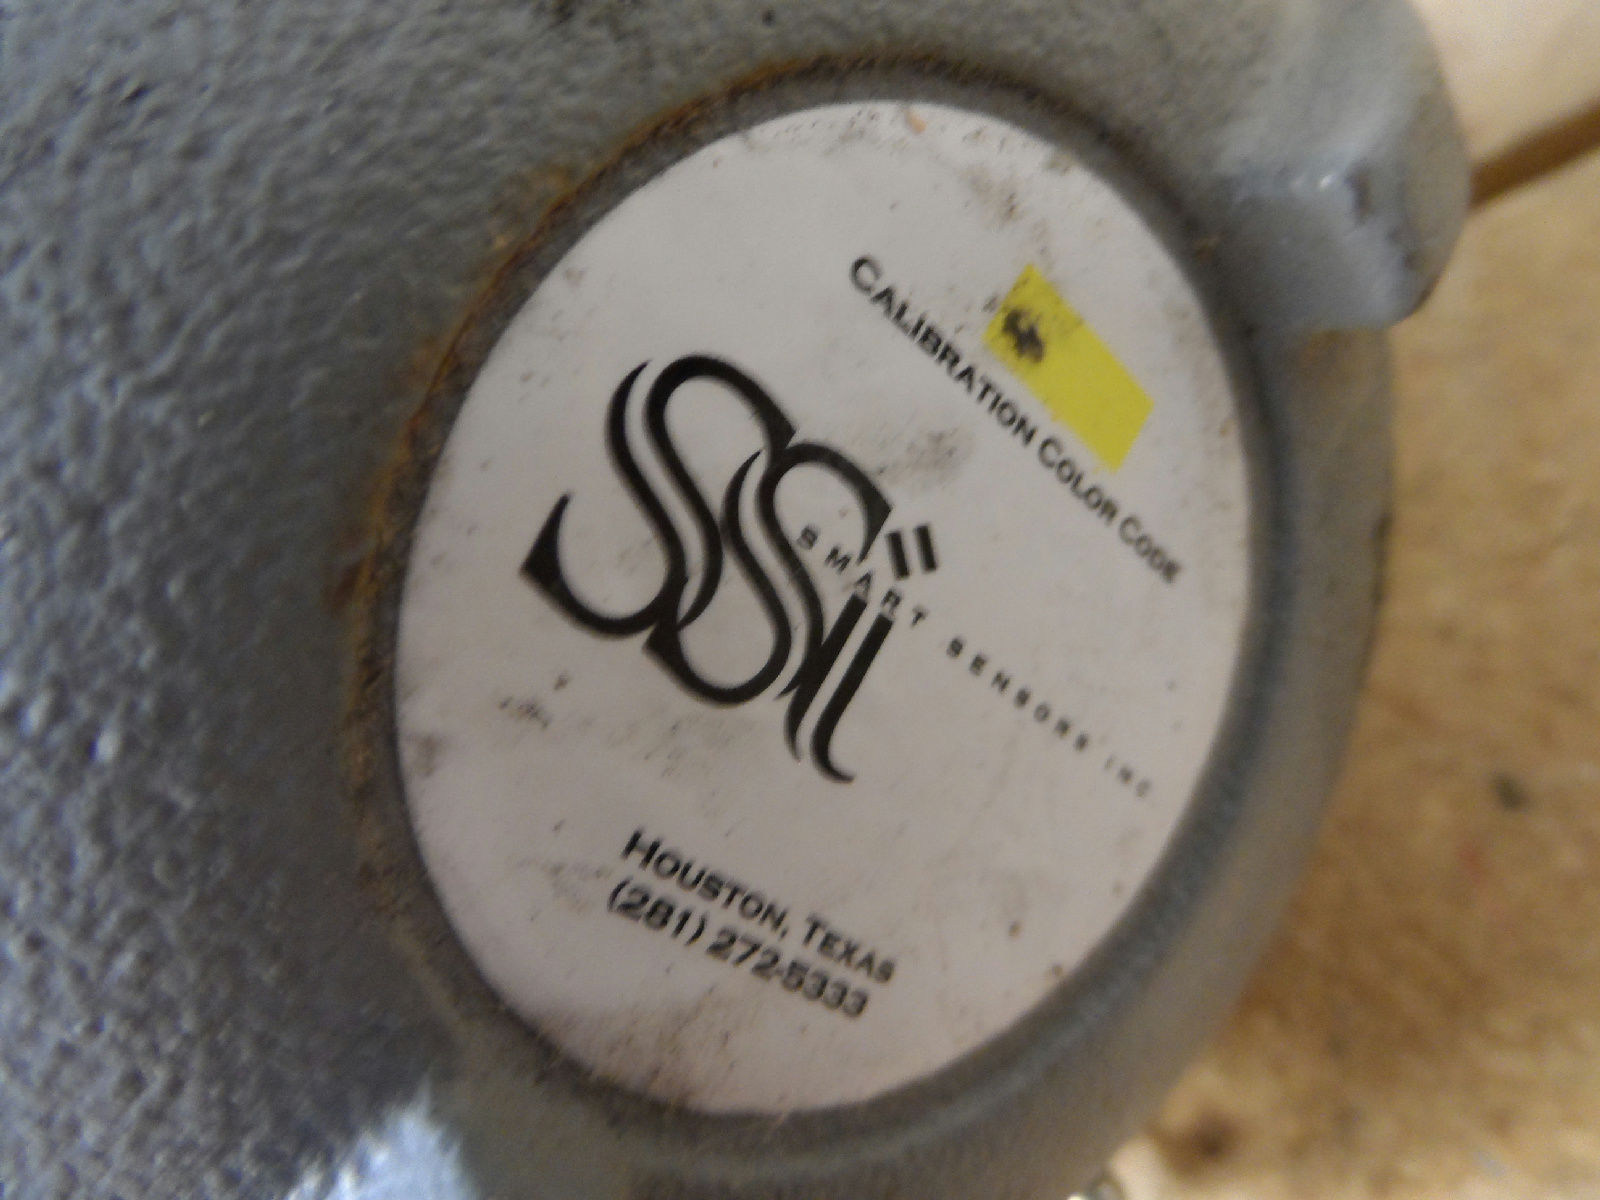 CALIBRATION COLOR CODE
SSi
SMART SENSORS INC
HOUSTON, TEXAS
(281) 272-5333